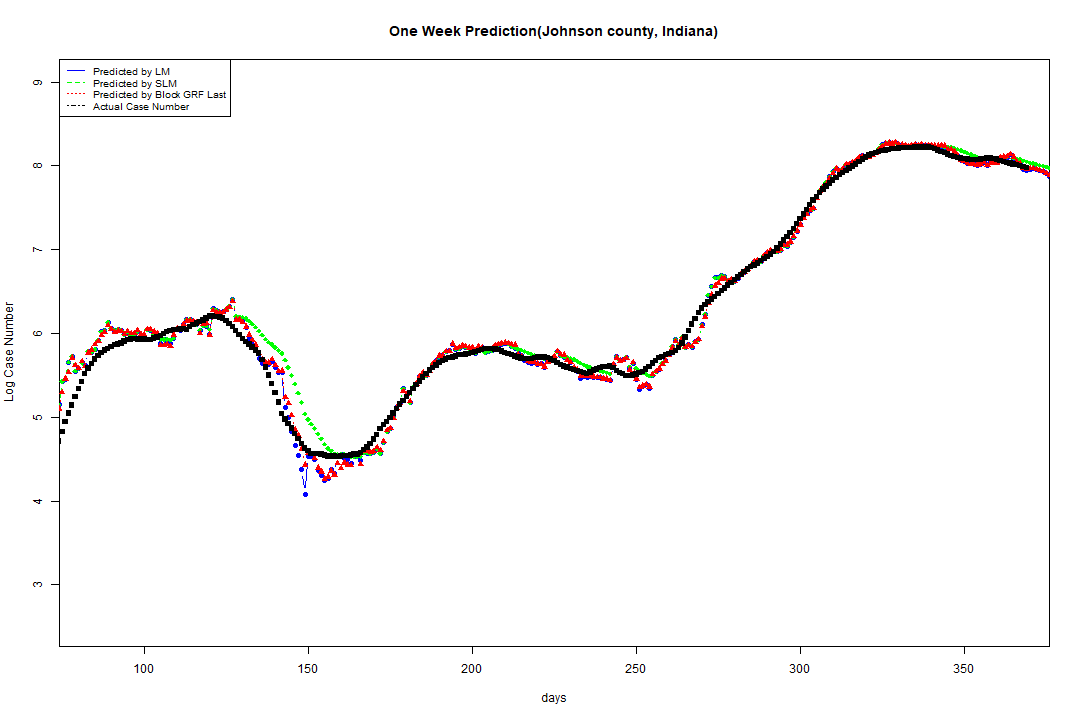 One Week Prediction(Johnson county, Indiana)
Predicted by LM
Predicted by SLM
Predicted by Block GRF Last
Actual Case Number
Log Case Number
9
8
7
6
5
4
3
100 150 200 250 300 350
days